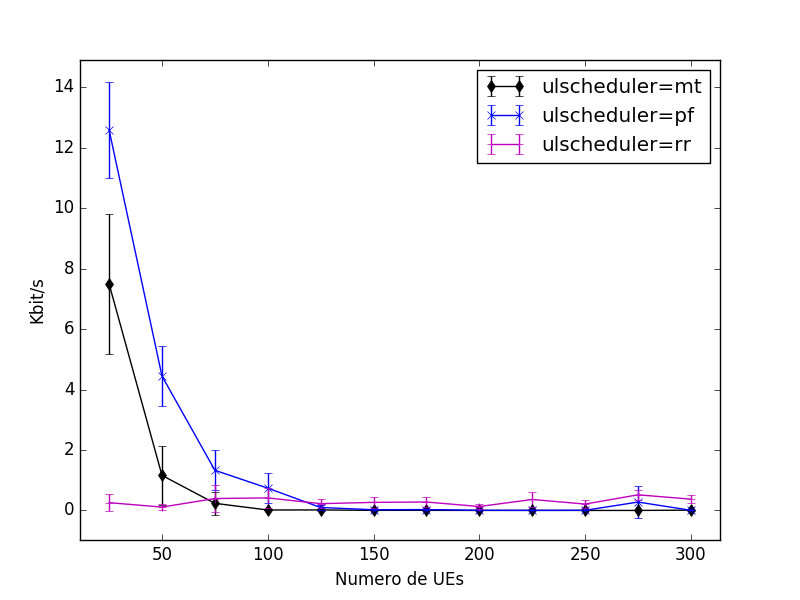 14
12
10
8
6
4
2
0
Kbit/s
ulscheduler=mt
ulscheduler=pf
ulscheduler=rr
50 100 150 200 250 300
Numero de UEs